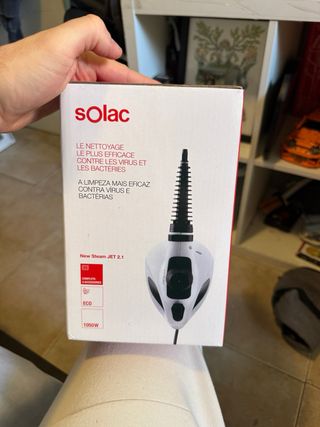 solac
LE NETTOYAGE
LE PLUS EFFICACE
CONTRE LES VIRUS ET
LES BACTÉRIES
A LIMPEZA MAIS EFICAZ
CONTRA VÍRUS E
BACTÉRIAS
New Steam JET 2.1
ECO
1050W